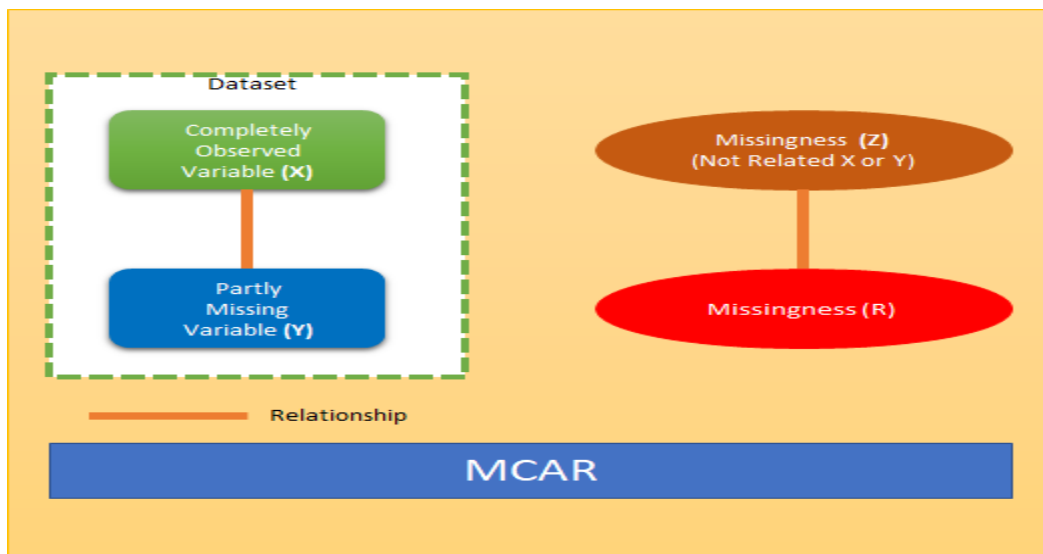 Dataset
Completely
Observed
Variable (X)
Partly
Missing
Variable (Y)
Missingness (Z)
(Not Related X or Y)
Missingness (R)
Relationship
MCAR